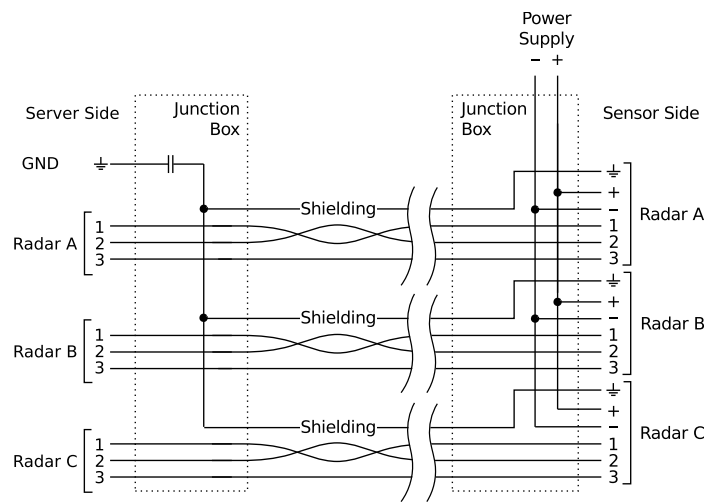 Power
Supply
− +
Server Side
Junction
Box
Junction
Box
Sensor Side
GND
Shielding
+
−
Radar A
1
2
3
1
2
3
Radar A
Shielding
+
−
Radar B
1
2
3
1
2
3
Radar B
Shielding
+
−
Radar C
1
2
3
1
2
3
Radar C